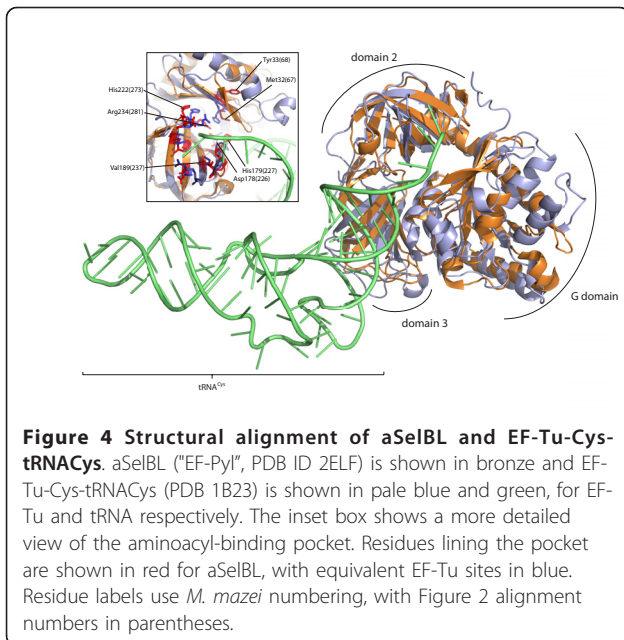 Tyr33(68)
domain 2
Met32(67)
His222(273)
Arg234(281)
Val189(237)
His179(227)
Asp178(226)
G domain
domain 3
tRNA^Cys
Figure 4 Structural alignment of aSelBL and EF-Tu-Cys-
tRNACys. aSelBL ("EF-Pyl”, PDB ID 2ELF) is shown in bronze and EF-
Tu-Cys-tRNACys (PDB 1B23) is shown in pale blue and green, for EF-
Tu and tRNA respectively. The inset box shows a more detailed
view of the aminoacyl-binding pocket. Residues lining the pocket
are shown in red for aSelBL, with equivalent EF-Tu sites in blue.
Residue labels use M. mazei numbering, with Figure 2 alignment
numbers in parentheses.